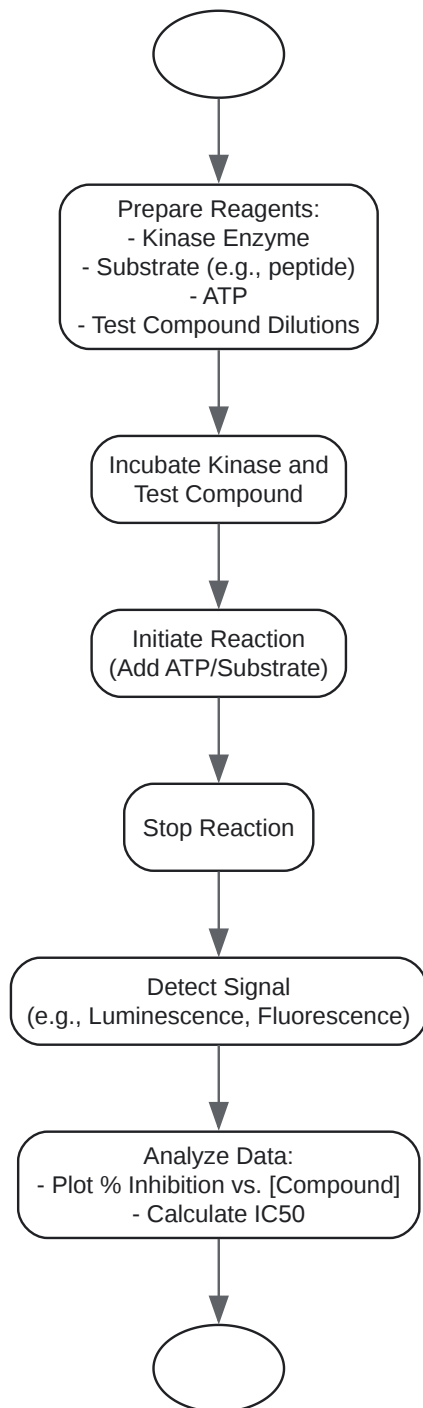 Prepare Reagents:
- Kinase Enzyme
- Substrate (e.g., peptide)
- ATP
- Test Compound Dilutions
Incubate Kinase and
Test Compound
Initiate Reaction
(Add ATP/Substrate)
Stop Reaction
Detect Signal
(e.g., Luminescence, Fluorescence)
Analyze Data:
- Plot % Inhibition vs. [Compound]
- Calculate IC50